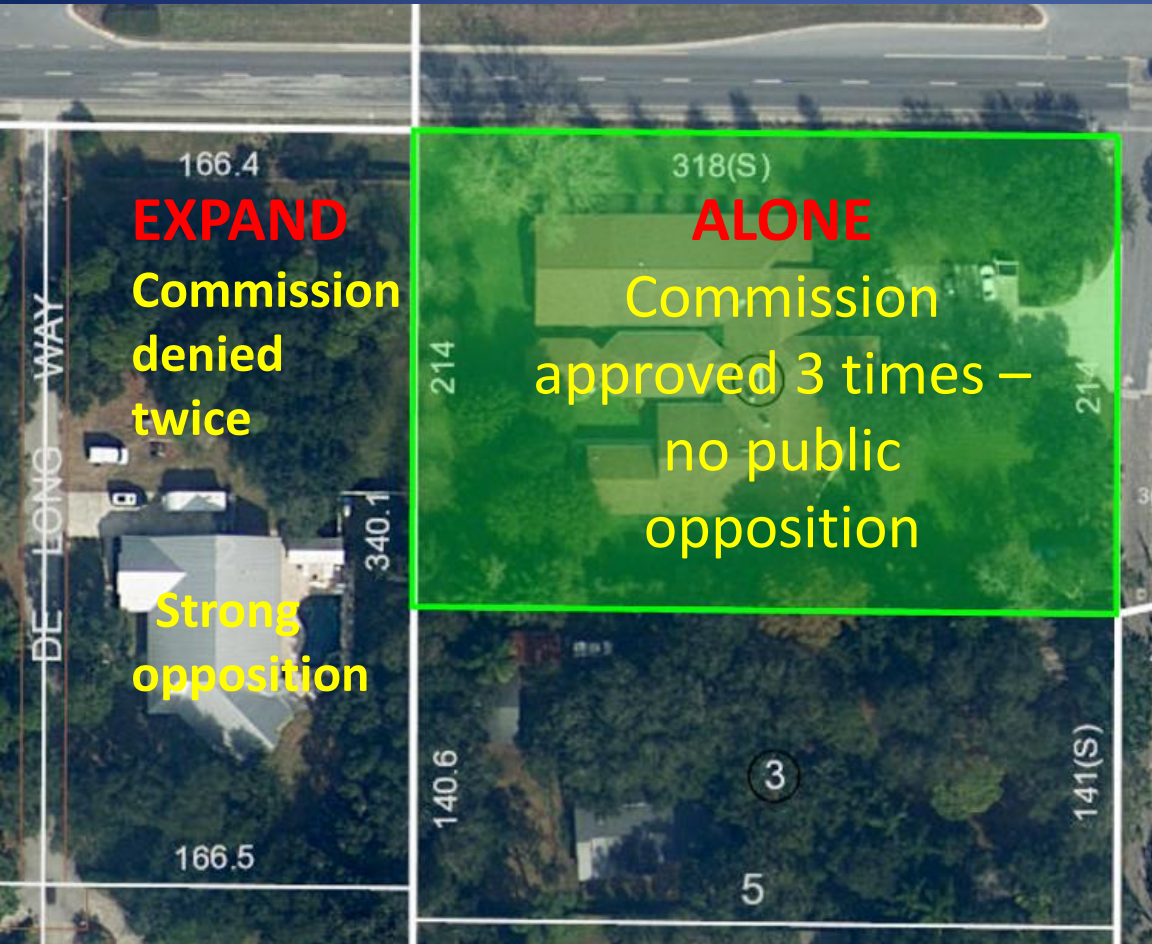 166.4
EXPAND
Commission
denied
twice
DE LONG WAY
340.1
Strong
opposition
166.5
318(S)
ALONE
Commission
approved 3 times –
no public
opposition
214
214
140.6
3
141(S)
5